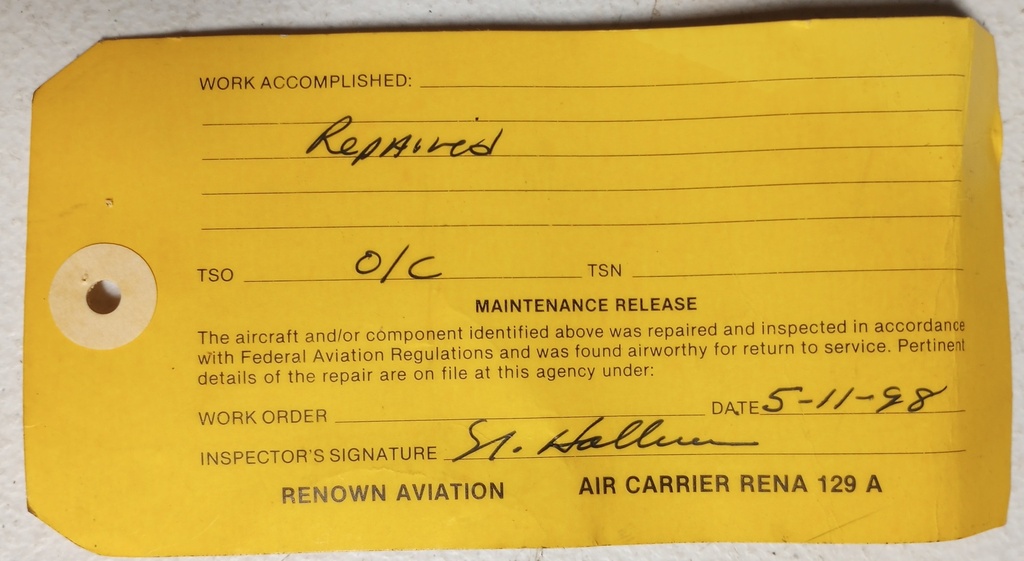 WORK ACCOMPLISHED:
Repaired
TSO O/C TSN
MAINTENANCE RELEASE
The aircraft and/or component identified above was repaired and inspected in accordance
with Federal Aviation Regulations and was found airworthy for return to service. Pertinent
details of the repair are on file at this agency under:
WORK ORDER DATE 5-11-98
INSPECTOR'S SIGNATURE
RENOWN AVIATION AIR CARRIER RENA 129 A